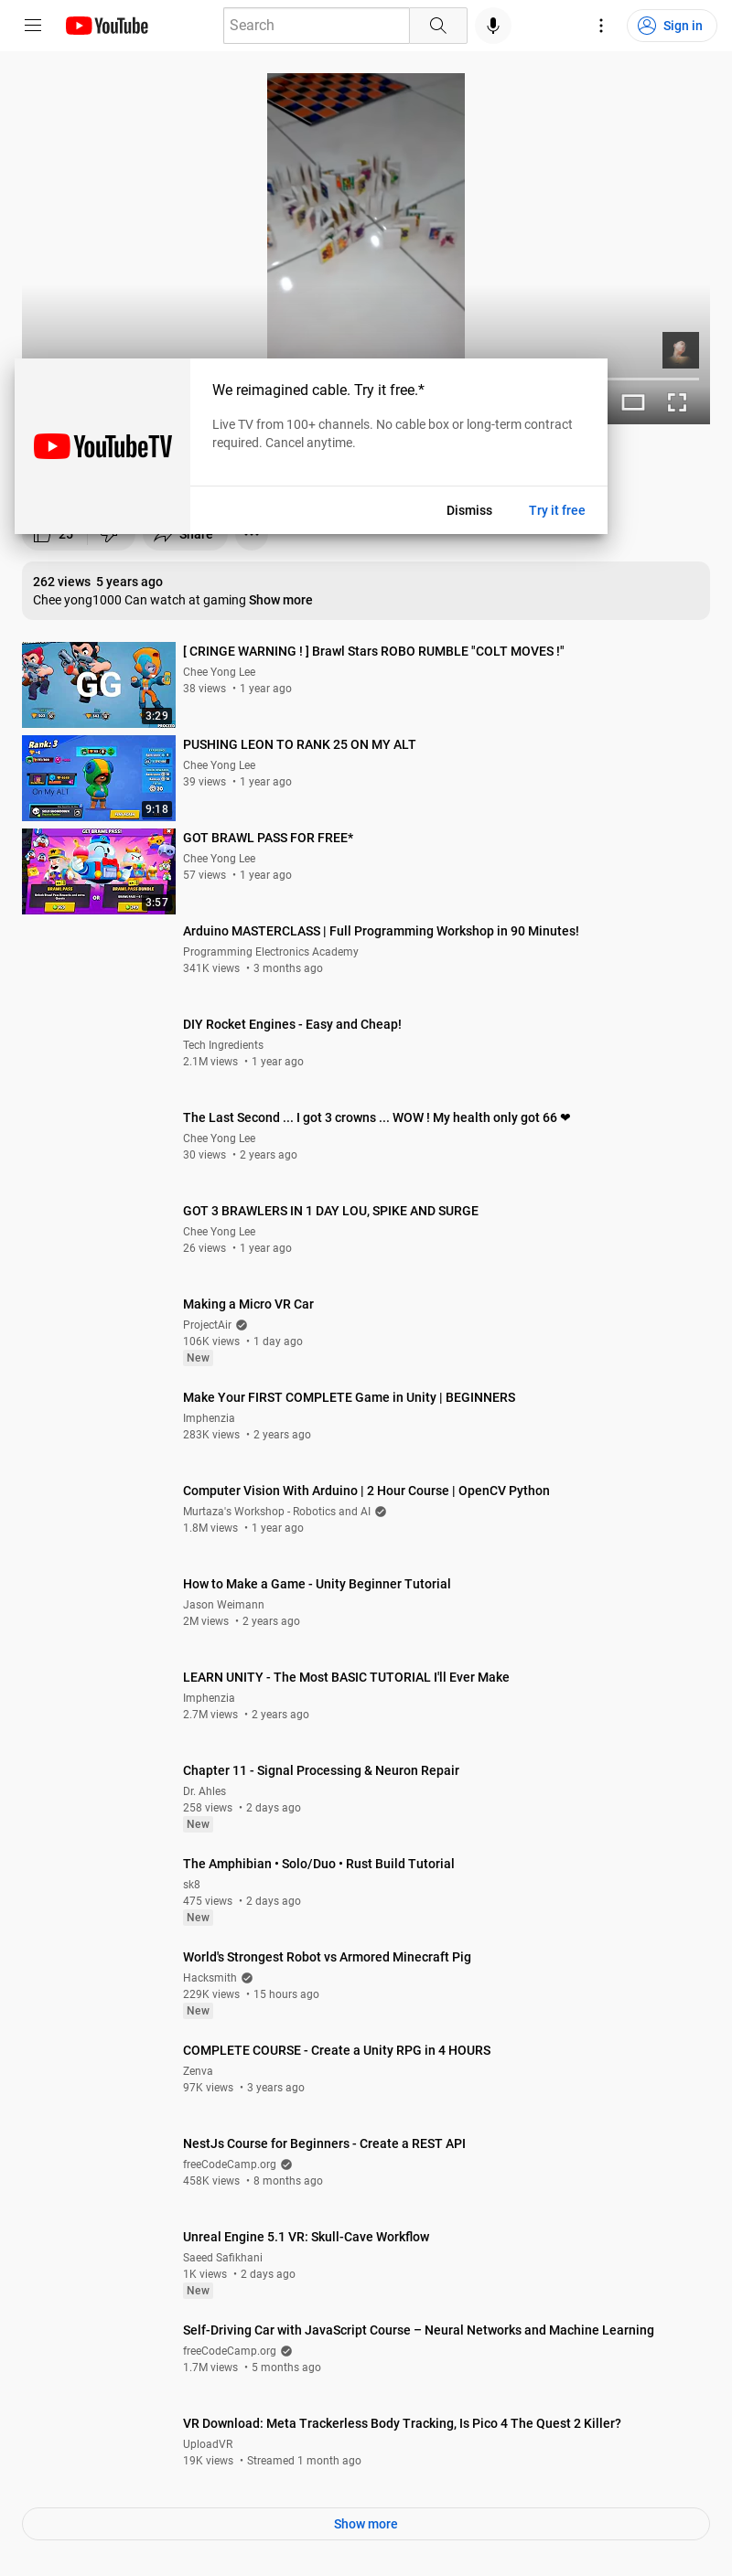 YouTube
Search
Sign in
We reimagined cable. Try it free.*
YouTubeTV
Live TV from 100+ channels. No cable box or long-term contract
required. Cancel anytime.
Dismiss
Try it free
25
Share
262 views 5 years ago
Chee yong1000 Can watch at gaming Show more
GG
3:29
[ CRINGE WARNING ! ] Brawl Stars ROBO RUMBLE "COLT MOVES !"
Chee Yong Lee
38 views • 1 year ago
Rank: 3
On My ALT
9:18
PUSHING LEON TO RANK 25 ON MY ALT
Chee Yong Lee
39 views • 1 year ago
GET BRAWL PASS!
BRAWL PASS
OR
BRAWL PASS BUNDLE
3:57
GOT BRAWL PASS FOR FREE*
Chee Yong Lee
57 views • 1 year ago
Arduino MASTERCLASS | Full Programming Workshop in 90 Minutes!
Programming Electronics Academy
341K views • 3 months ago
DIY Rocket Engines - Easy and Cheap!
Tech Ingredients
2.1M views • 1 year ago
The Last Second ... I got 3 crowns ... WOW ! My health only got 66 ❤
Chee Yong Lee
30 views • 2 years ago
GOT 3 BRAWLERS IN 1 DAY LOU, SPIKE AND SURGE
Chee Yong Lee
26 views • 1 year ago
Making a Micro VR Car
ProjectAir
106K views • 1 day ago
New
Make Your FIRST COMPLETE Game in Unity | BEGINNERS
Imphenzia
283K views • 2 years ago
Computer Vision With Arduino | 2 Hour Course | OpenCV Python
Murtaza's Workshop - Robotics and AI
1.8M views • 1 year ago
How to Make a Game - Unity Beginner Tutorial
Jason Weimann
2M views • 2 years ago
LEARN UNITY - The Most BASIC TUTORIAL I'll Ever Make
Imphenzia
2.7M views • 2 years ago
Chapter 11 - Signal Processing & Neuron Repair
Dr. Ahles
258 views • 2 days ago
New
The Amphibian • Solo/Duo • Rust Build Tutorial
sk8
475 views • 2 days ago
New
World's Strongest Robot vs Armored Minecraft Pig
Hacksmith
229K views • 15 hours ago
New
COMPLETE COURSE - Create a Unity RPG in 4 HOURS
Zenva
97K views • 3 years ago
NestJs Course for Beginners - Create a REST API
freeCodeCamp.org
458K views • 8 months ago
Unreal Engine 5.1 VR: Skull-Cave Workflow
Saeed Safikhani
1K views • 2 days ago
New
Self-Driving Car with JavaScript Course – Neural Networks and Machine Learning
freeCodeCamp.org
1.7M views • 5 months ago
VR Download: Meta Trackerless Body Tracking, Is Pico 4 The Quest 2 Killer?
UploadVR
19K views • Streamed 1 month ago
Show more